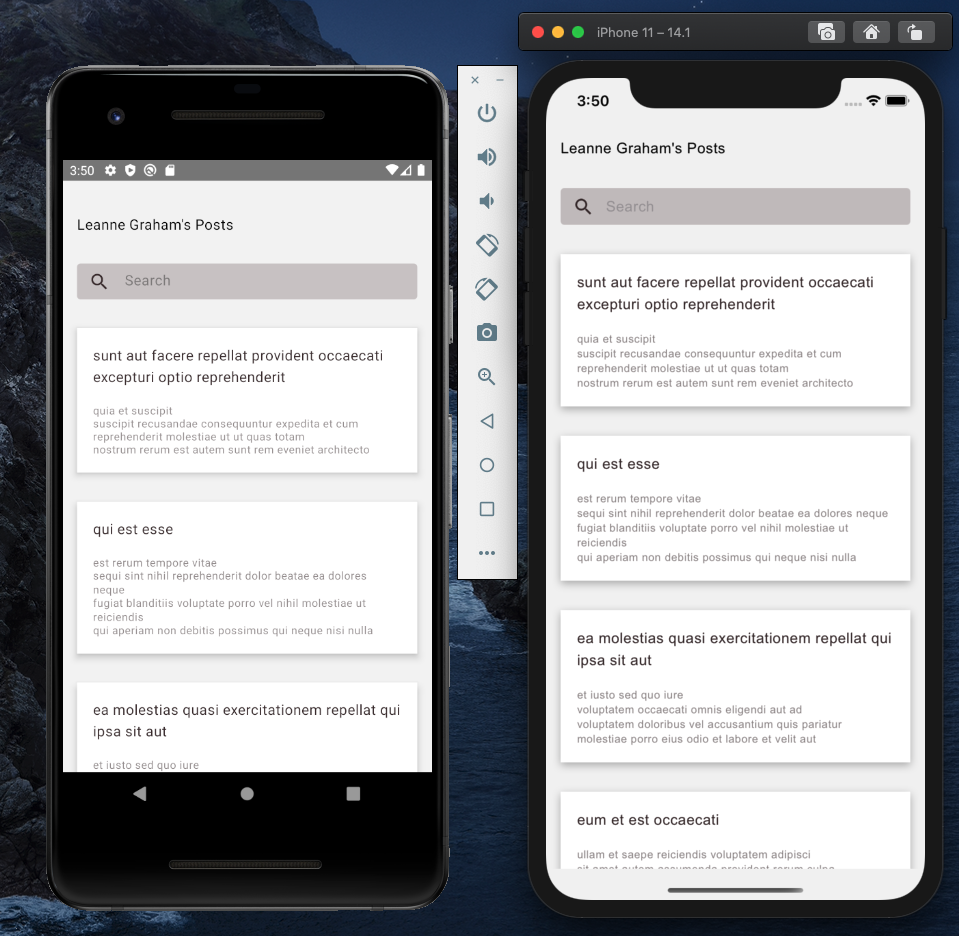 iPhone 11 – 14.1
3:50
Leanne Graham's Posts
Search
sunt aut facere repellat provident occaecati
excepturi optio reprehenderit
quia et suscipit
suscipit recusandae consequuntur expedita et cum
reprehenderit molestiae ut ut quas totam
nostrum rerum est autem sunt rem eveniet architecto
qui est esse
est rerum tempore vitae
sequi sint nihil reprehenderit dolor beatae ea dolores
neque
fugiat blanditiis voluptate porro vel nihil molestiae ut
reiciendis
qui aperiam non debitis possimus qui neque nisi nulla
ea molestias quasi exercitationem repellat qui
ipsa sit aut
et iusto sed quo iure
3:50
Leanne Graham's Posts
Search
sunt aut facere repellat provident occaecati
excepturi optio reprehenderit
quia et suscipit
suscipit recusandae consequuntur expedita et cum
reprehenderit molestiae ut ut quas totam
nostrum rerum est autem sunt rem eveniet architecto
qui est esse
est rerum tempore vitae
sequi sint nihil reprehenderit dolor beatae ea dolores neque
fugiat blanditiis voluptate porro vel nihil molestiae ut
reiciendis
qui aperiam non debitis possimus qui neque nisi nulla
ea molestias quasi exercitationem repellat qui
ipsa sit aut
et iusto sed quo iure
voluptatem occaecati omnis eligendi aut ad
voluptatem doloribus vel accusantium quis pariatur
molestiae porro eius odio et labore et velit aut
eum et est occaecati
ullam et saepe reiciendis voluptatem adipisci